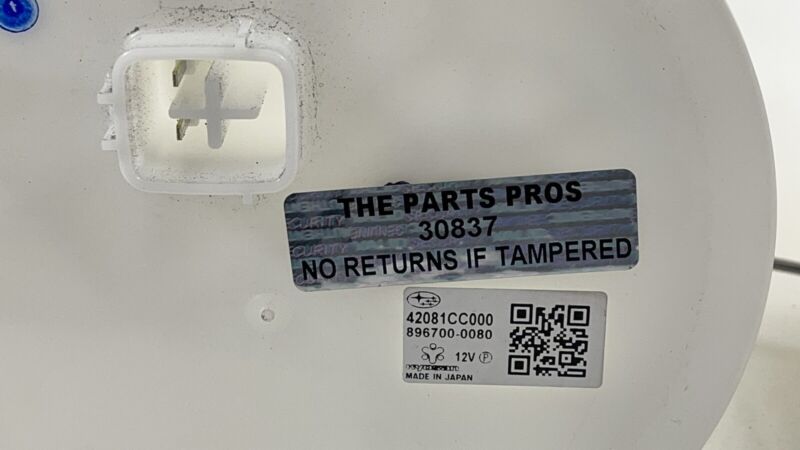 THE PARTS PROS
30837
NO RETURNS IF TAMPERED
42081CC000
896700-0080
12V P
MADE IN JAPAN